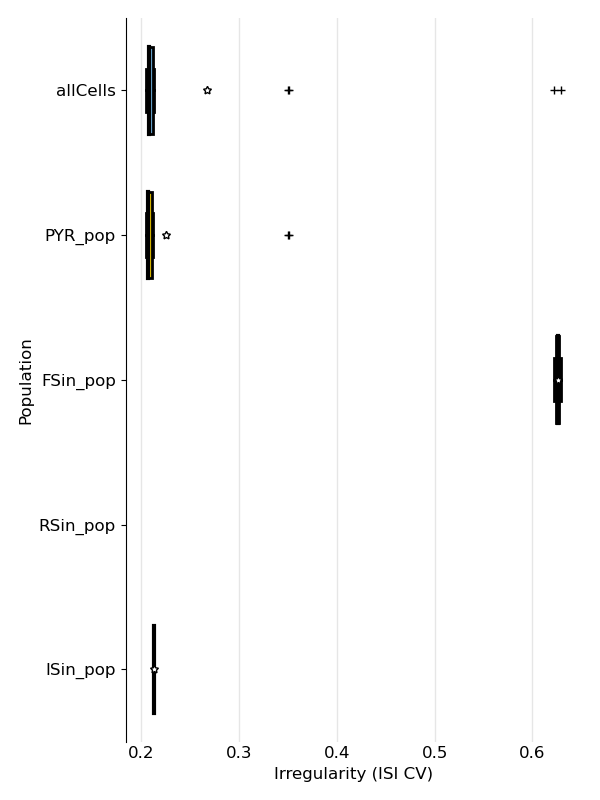 allCells
PYR_pop
FSin_pop
RSin_pop
ISin_pop
Population
0.2 0.3 0.4 0.5 0.6
Irregularity (ISI CV)